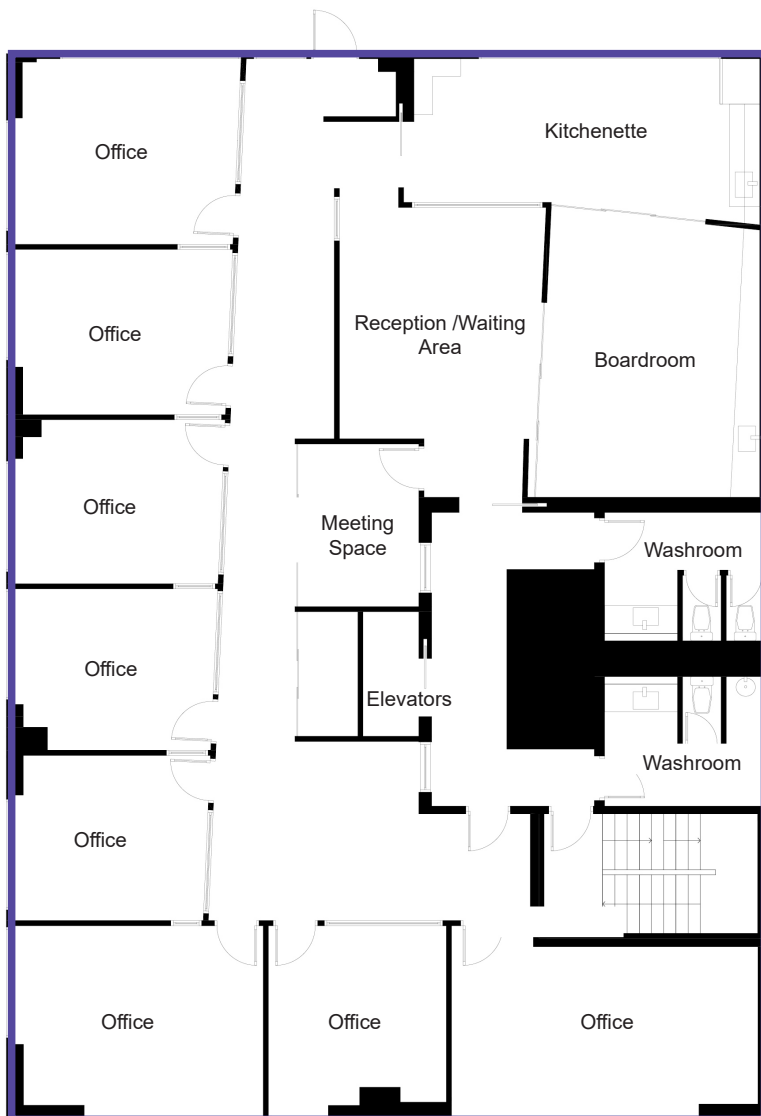 Kitchenette
Office
Reception /Waiting
Area
Office
Boardroom
Office
Meeting
Space
Washroom
Office
Elevators
Washroom
Office
Office
Office
Office